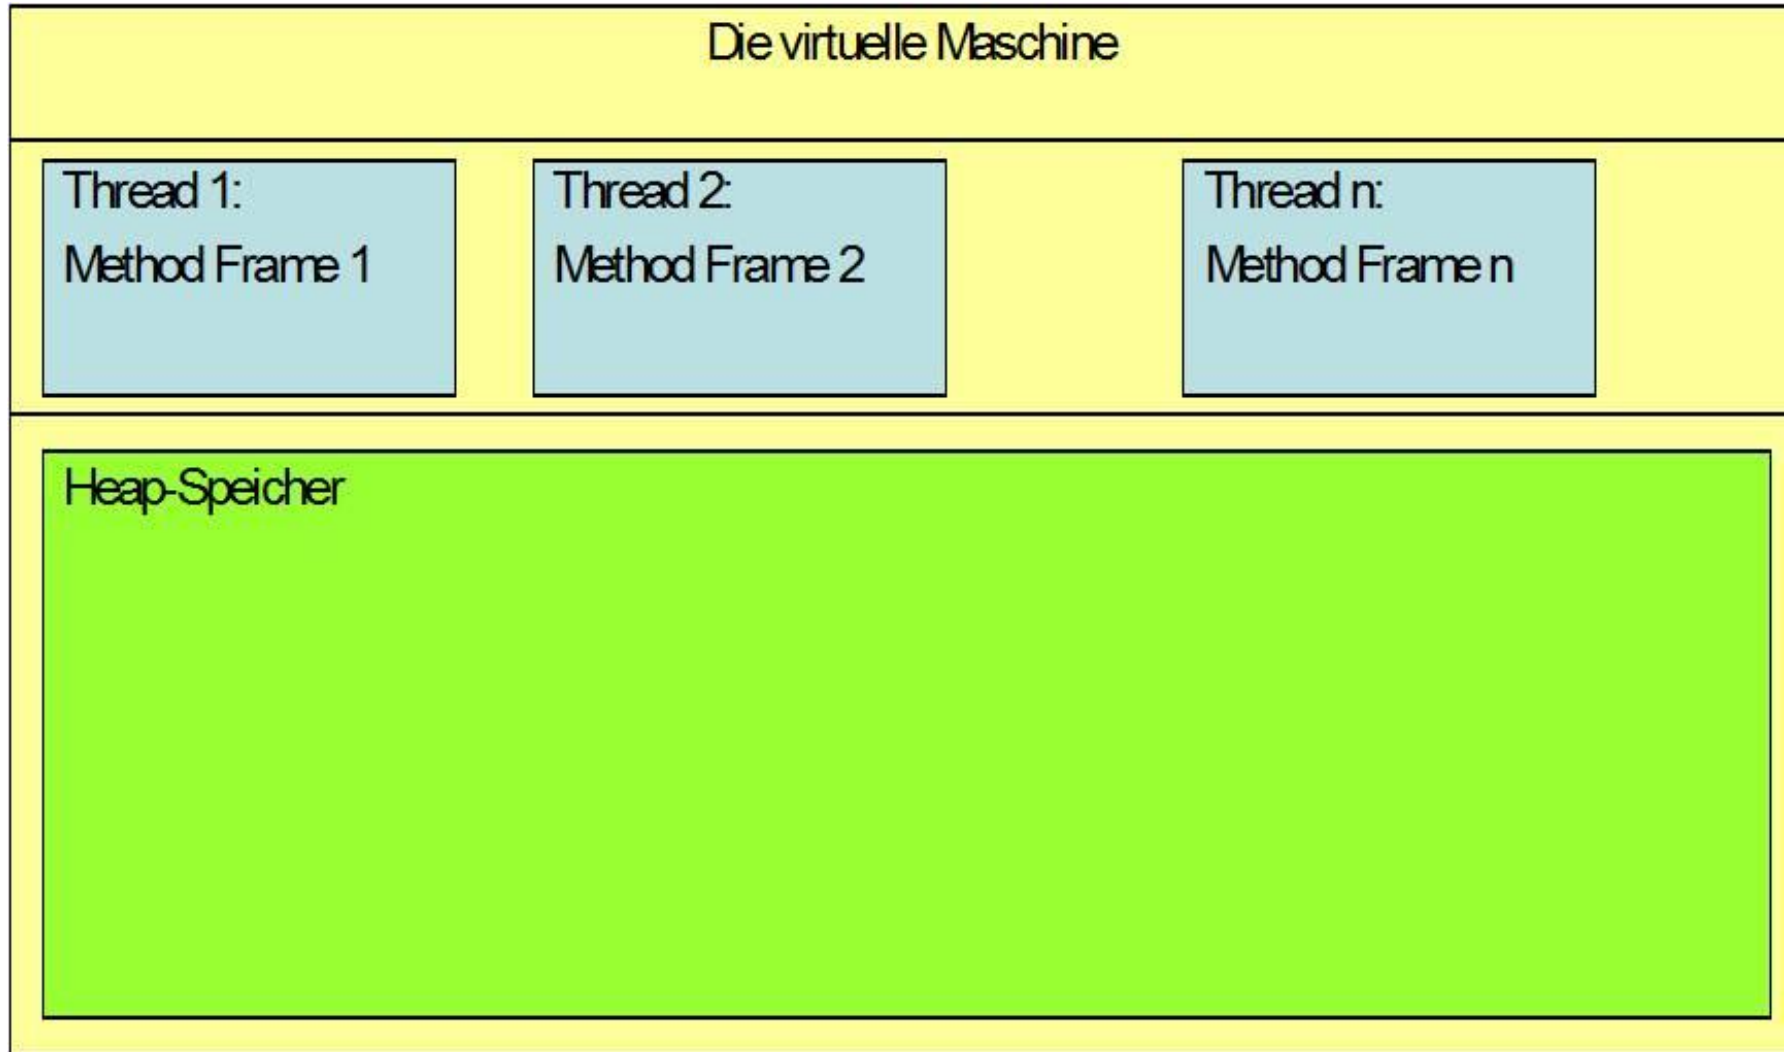 Die virtuelle Maschine
Thread 1:
Method Frame 1
Thread 2:
Method Frame 2
Thread n:
Method Frame n
Heap-Speicher